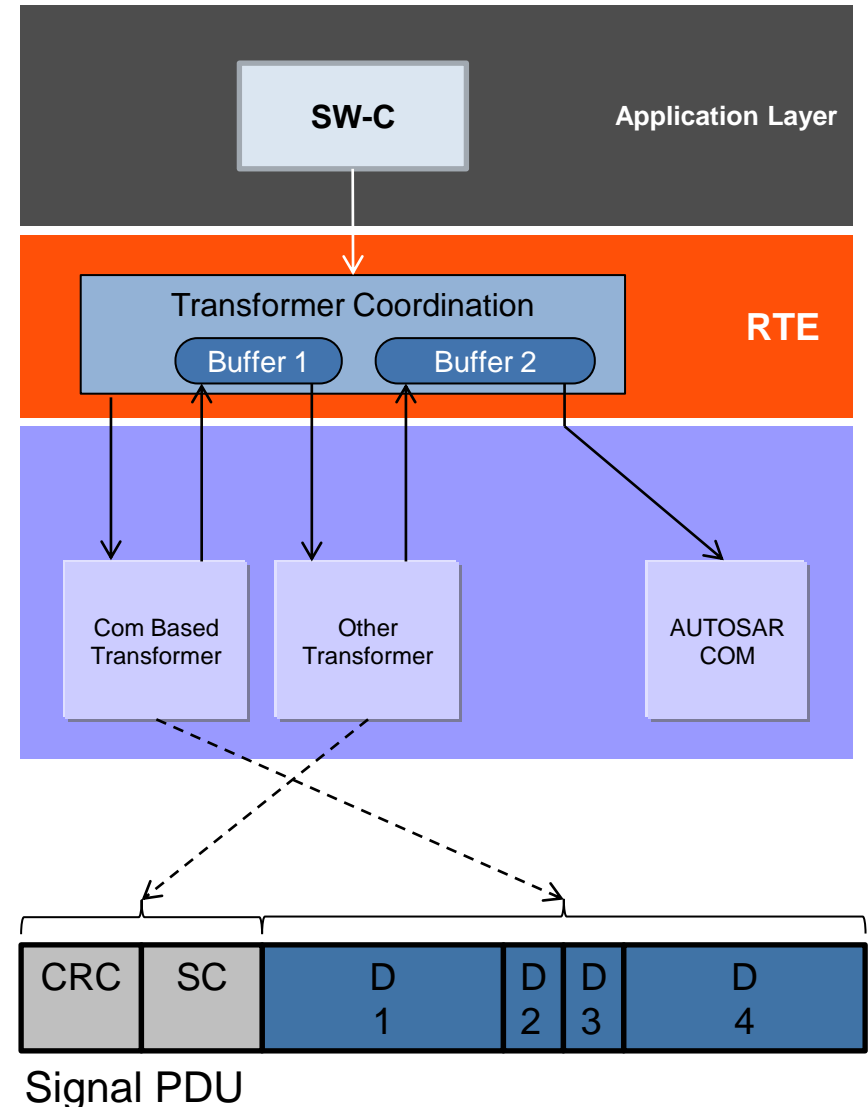 SW-C
Application Layer
Transformer Coordination
RTE
Buffer 1
Buffer 2
Com Based
Transformer
Other
Transformer
AUTOSAR
COM
CRC
SC
D
1
D
2
D
3
D
4
Signal PDU